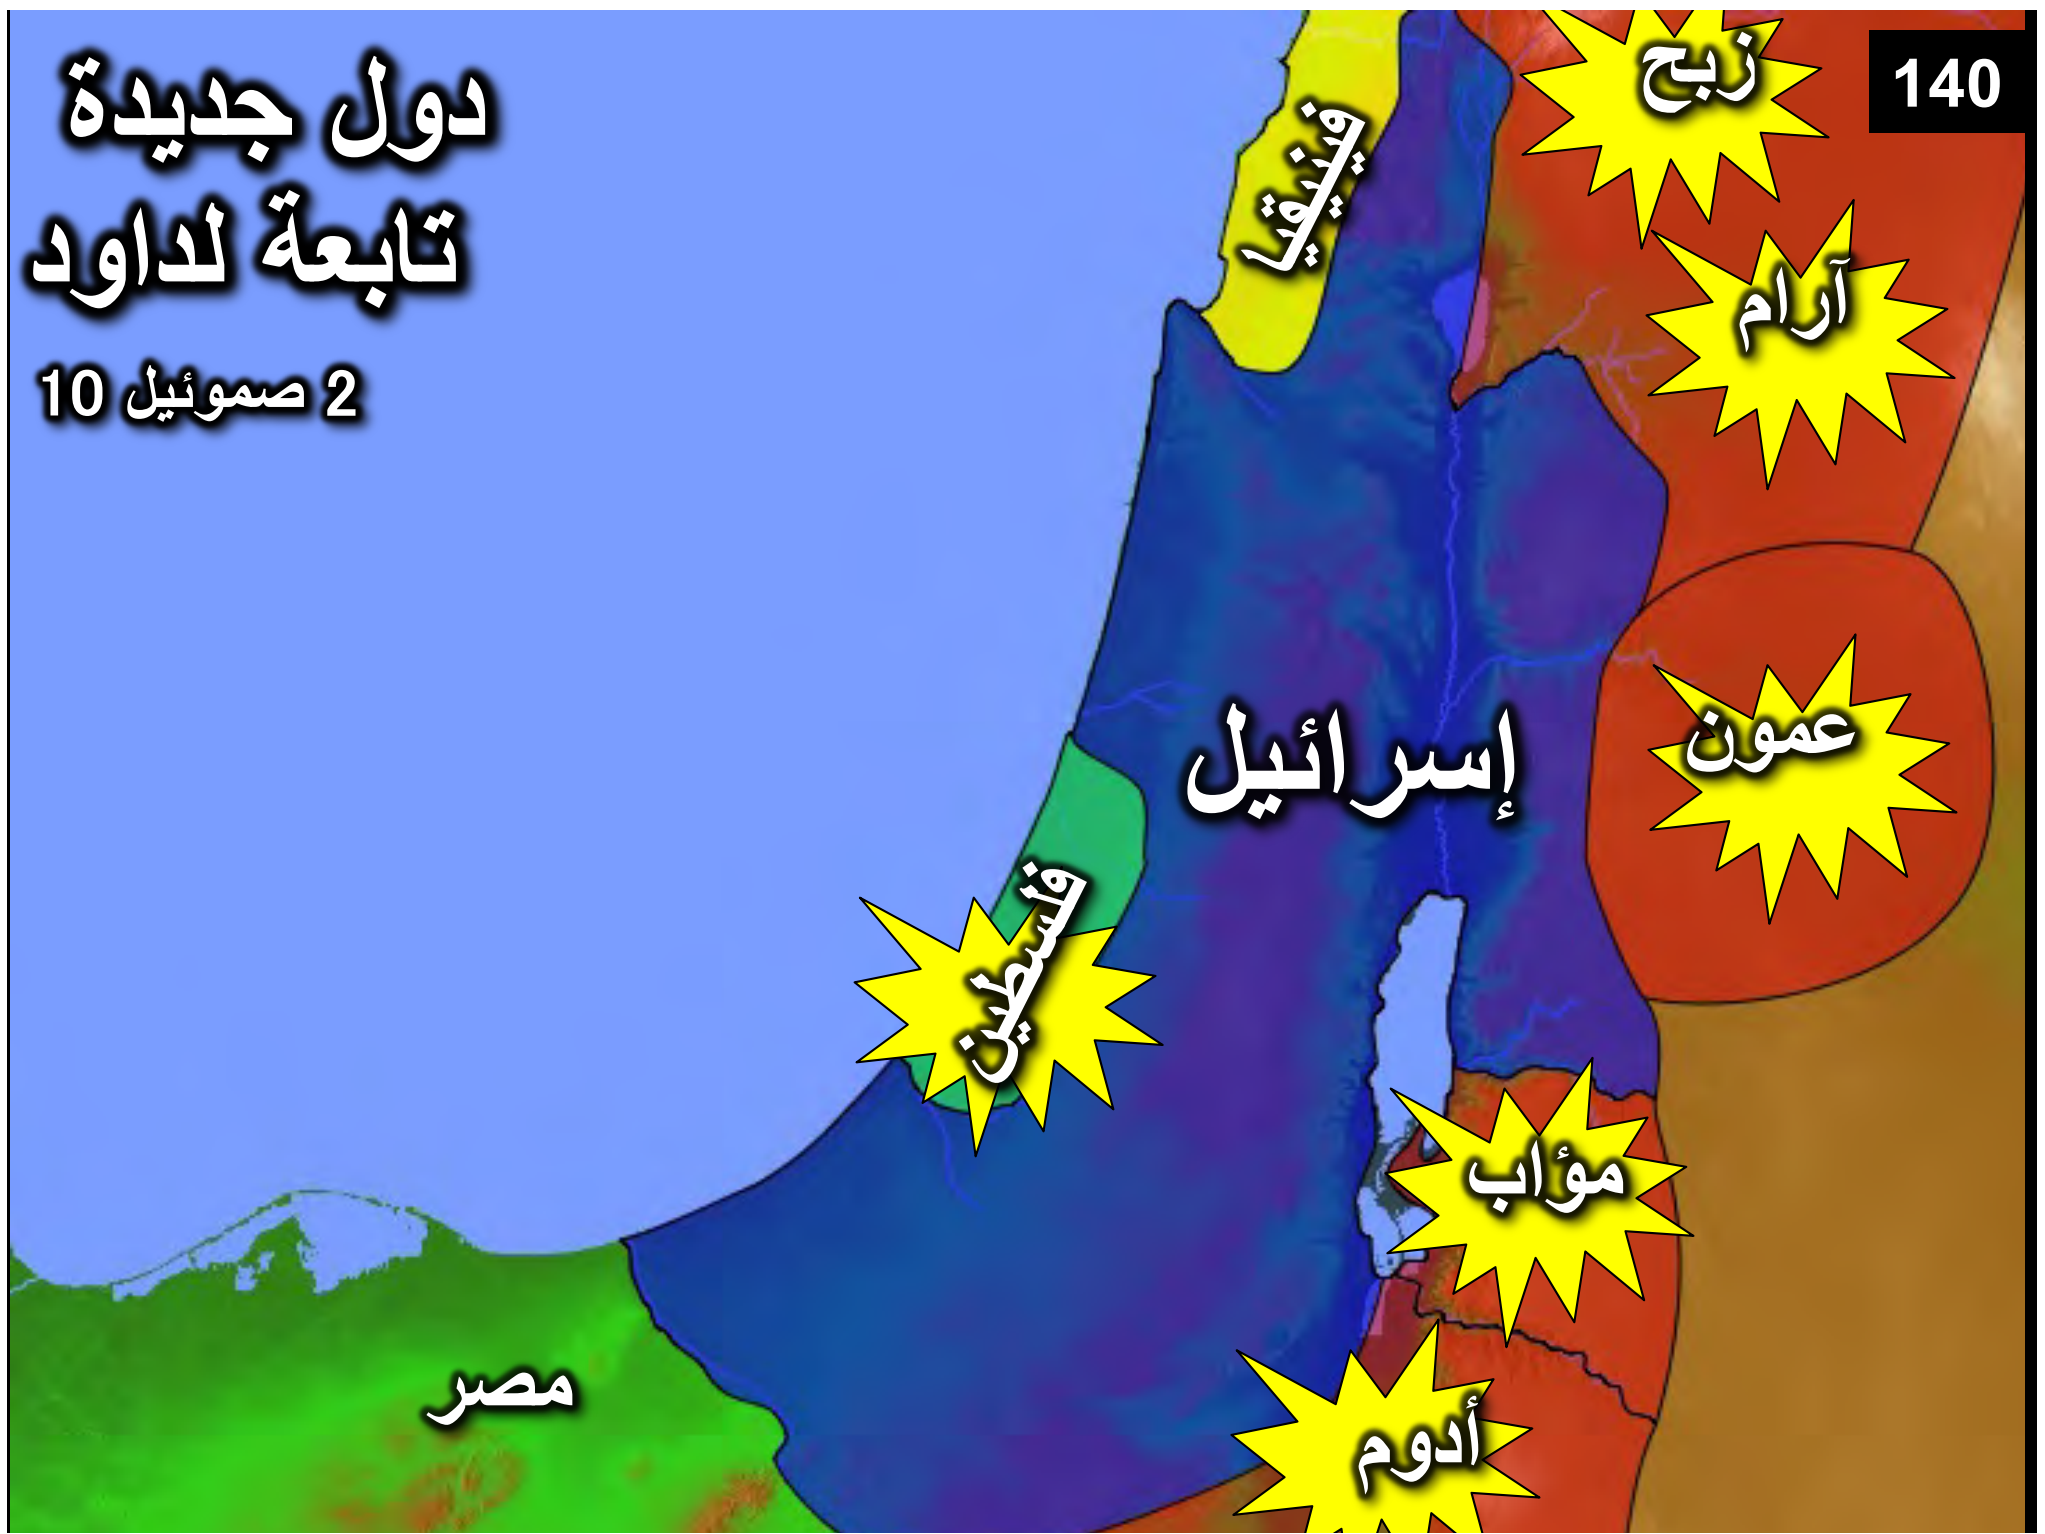 دول جديدة
تابعة لداود
2 صموئيل 10
140
زبح
فينيقيا
آرام
عمون
إسرائيل
فلسطين
مؤاب
مصر
أدوم